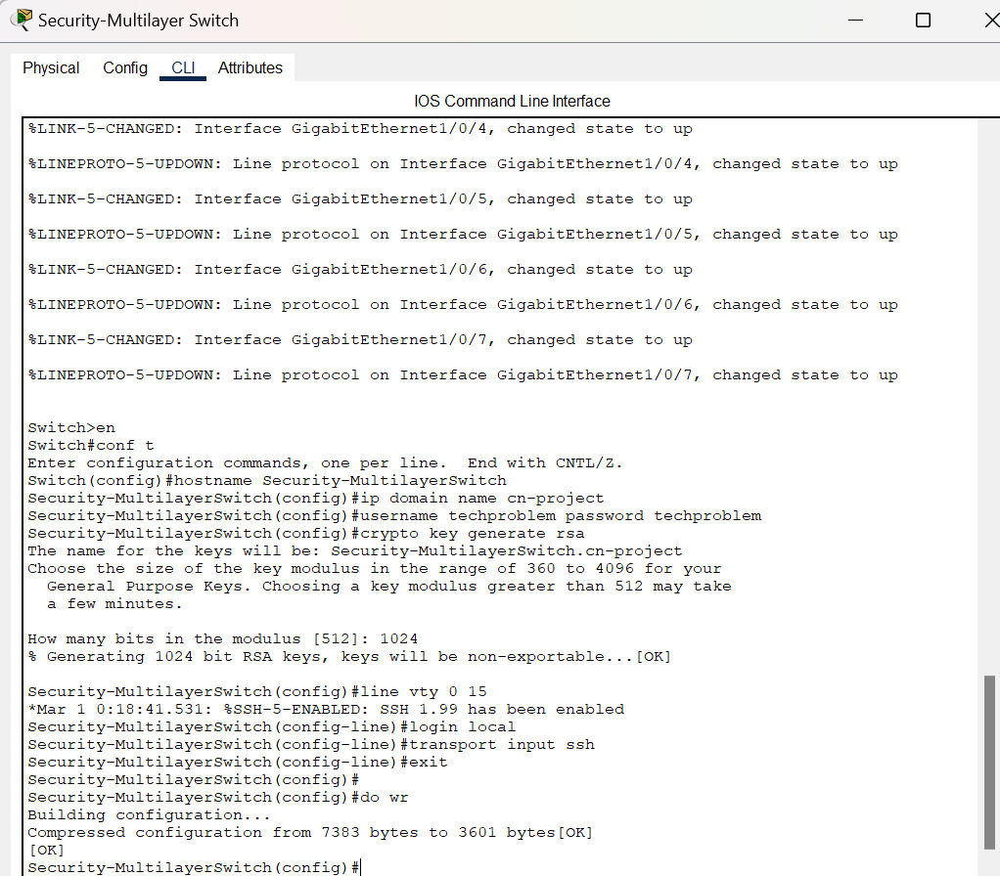 Security-Multilayer Switch
Physical Config CLI Attributes
IOS Command Line Interface
%LINK-5-CHANGED: Interface GigabitEthernet1/0/4, changed state to up
%LINEPROTO-5-UPDOWN: Line protocol on Interface GigabitEthernet1/0/4, changed state to up
%LINK-5-CHANGED: Interface GigabitEthernet1/0/5, changed state to up
%LINEPROTO-5-UPDOWN: Line protocol on Interface GigabitEthernet1/0/5, changed state to up
%LINK-5-CHANGED: Interface GigabitEthernet1/0/6, changed state to up
%LINEPROTO-5-UPDOWN: Line protocol on Interface GigabitEthernet1/0/6, changed state to up
%LINK-5-CHANGED: Interface GigabitEthernet1/0/7, changed state to up
%LINEPROTO-5-UPDOWN: Line protocol on Interface GigabitEthernet1/0/7, changed state to up
Switch>en
Switch#conf t
Enter configuration commands, one per line.  End with CNTL/Z.
Switch(config)#hostname Security-MultilayerSwitch
Security-MultilayerSwitch(config)#ip domain name cn-project
Security-MultilayerSwitch(config)#username techproblem password techproblem
Security-MultilayerSwitch(config)#crypto key generate rsa
The name for the keys will be: Security-MultilayerSwitch.cn-project
Choose the size of the key modulus in the range of 360 to 4096 for your
  General Purpose Keys. Choosing a key modulus greater than 512 may take
  a few minutes.
How many bits in the modulus [512]: 1024
% Generating 1024 bit RSA keys, keys will be non-exportable...[OK]
Security-MultilayerSwitch(config)#line vty 0 15
*Mar 1 0:18:41.531: %SSH-5-ENABLED: SSH 1.99 has been enabled
Security-MultilayerSwitch(config-line)#login local
Security-MultilayerSwitch(config-line)#transport input ssh
Security-MultilayerSwitch(config-line)#exit
Security-MultilayerSwitch(config)#
Security-MultilayerSwitch(config)#do wr
Building configuration...
Compressed configuration from 7383 bytes to 3601 bytes[OK]
[OK]
Security-MultilayerSwitch(config)#